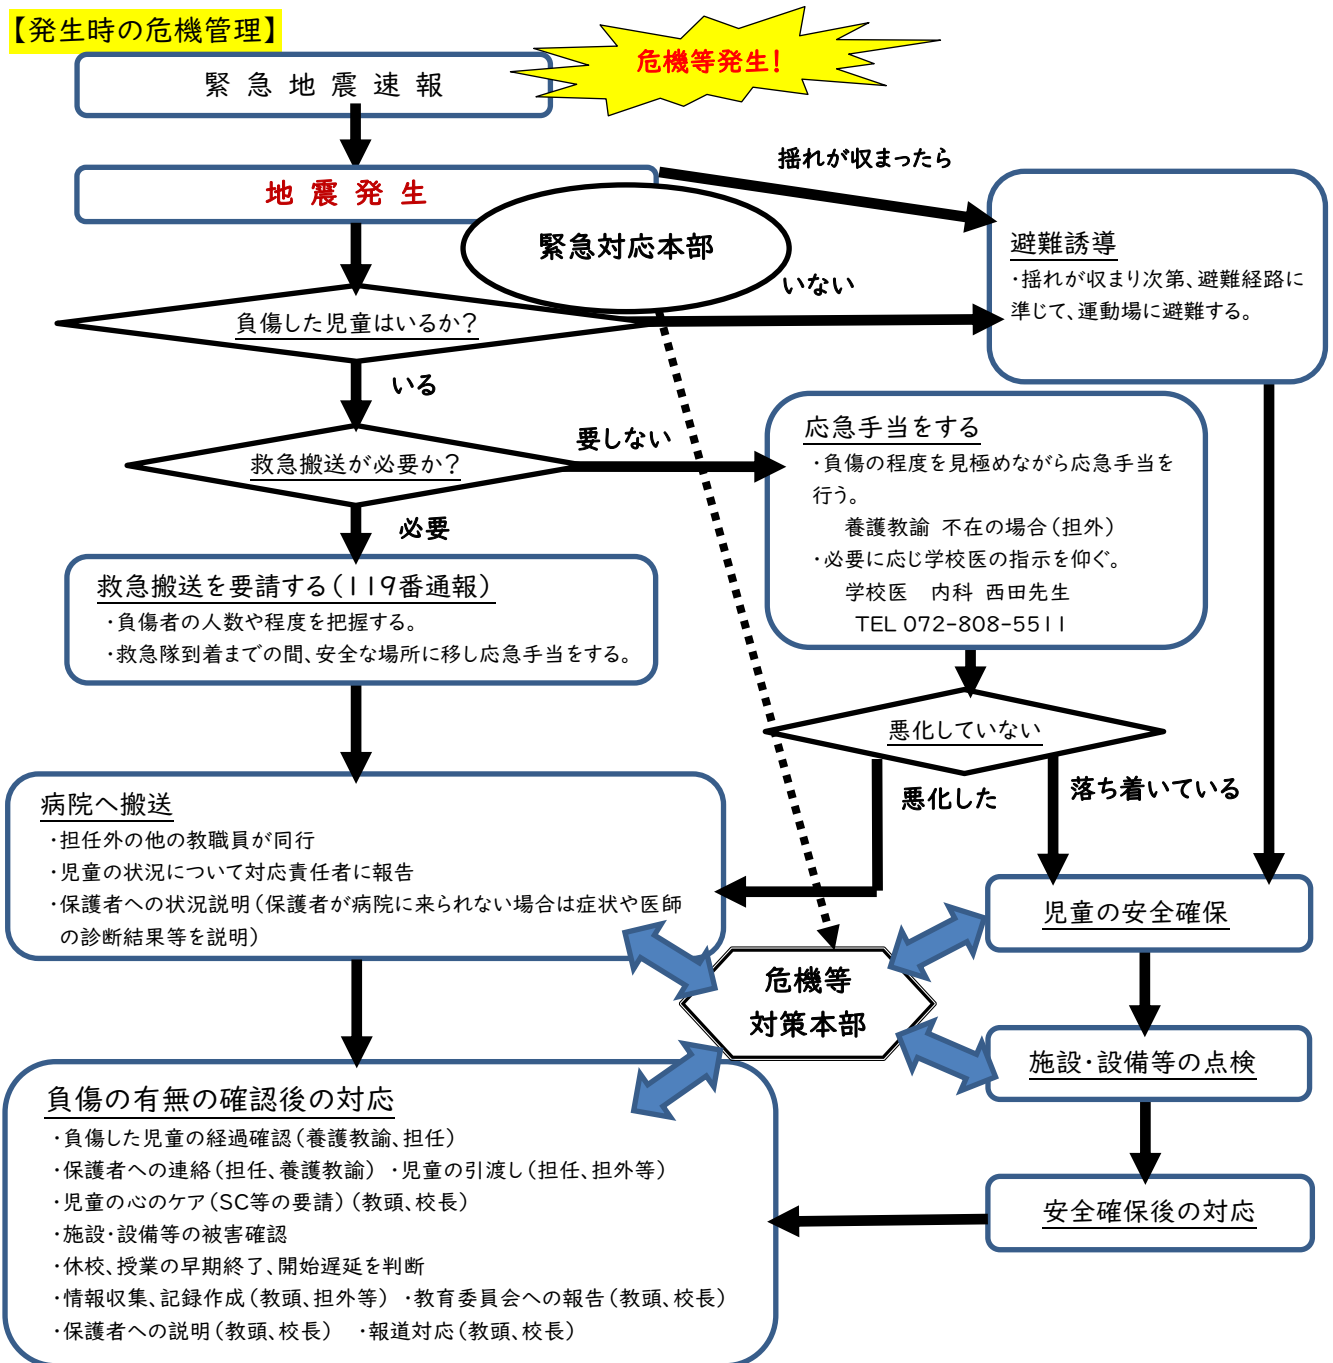 【発生時の危機管理】
危機等発生！
緊急地震速報
地震発生
揺れが収まったら
緊急対応本部
避難誘導
・揺れが収まり次第、避難経路に
準じて、運動場に避難する。
いない
負傷した児童はいるか？
いる
救急搬送が必要か？
要しない
応急手当をする
・負傷の程度を見極めながら応急手当を
行う。
養護教諭 不在の場合（担外）
・必要に応じ学校医の指示を仰ぐ。
学校医　内科 西田先生
TEL 072-808-5511
必要
救急搬送を要請する（119番通報）
・負傷者の人数や程度を把握する。
・救急隊到着までの間、安全な場所に移し応急手当をする。
悪化していない
悪化した
落ち着いている
病院へ搬送
・担任外の他の教職員が同行
・児童の状況について対応責任者に報告
・保護者への状況説明（保護者が病院に来られない場合は症状や医師
の診断結果等を説明）
児童の安全確保
危機等
対策本部
施設・設備等の点検
安全確保後の対応
負傷の有無の確認後の対応
・負傷した児童の経過確認（養護教諭、担任）
・保護者への連絡（担任、養護教諭）　・児童の引渡し（担任、担外等）
・児童の心のケア（SC等の要請）（教頭、校長）
・施設・設備等の被害確認
・休校、授業の早期終了、開始遅延を判断
・情報収集、記録作成（教頭、担外等）　・教育委員会への報告（教頭、校長）
・保護者への説明（教頭、校長）　・報道対応（教頭、校長）